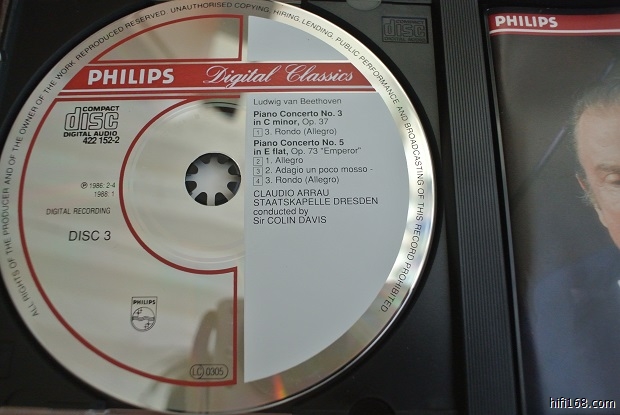 ALL RIGHTS OF THE PRODUCER AND OF THE OWNER OF THE WORK REPRODUCED RESERVED. UNAUTHORISED COPYING, HIRING, LENDING, PUBLIC PERFORMANCE AND BROADCASTING OF THIS RECORD PROHIBITED
PHILIPS Digital Classics
COMPACT
disc
DIGITAL AUDIO
422 152-2
℗ 1986: 2-4
1988: 1
DIGITAL RECORDING
DISC 3
PHILIPS
LC 0305
Ludwig van Beethoven
Piano Concerto No. 3
in C minor, Op. 37
1 3. Rondo (Allegro)
Piano Concerto No. 5
in E flat, Op. 73 "Emperor"
2 1. Allegro
3 2. Adagio un poco mosso -
4 3. Rondo (Allegro)
CLAUDIO ARRAU
STAATSKAPELLE DRESDEN
conducted by
Sir COLIN DAVIS
disc
PHILIPS
hifi168.com